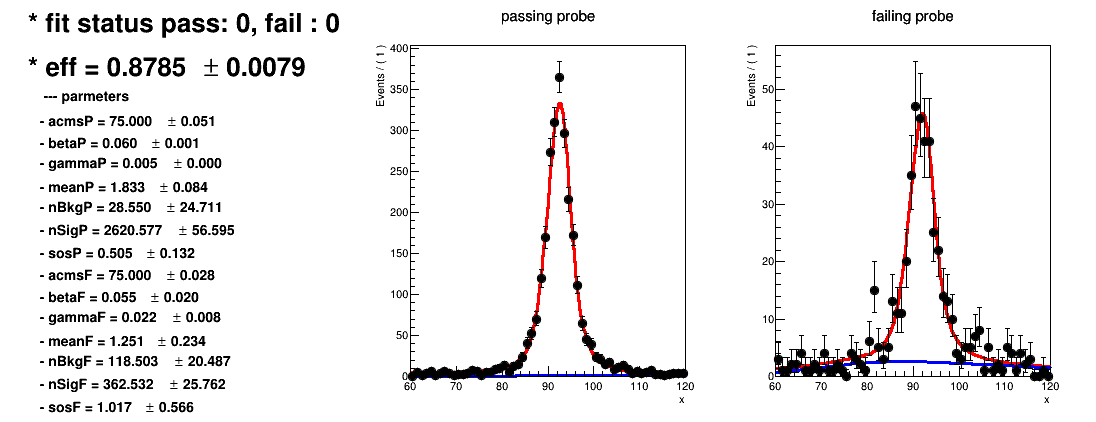 * fit status pass: 0, fail : 0
* eff = 0.8785 ± 0.0079
--- parmeters
- acmsP = 75.000 ± 0.051
- betaP = 0.060 ± 0.001
- gammaP = 0.005 ± 0.000
- meanP = 1.833 ± 0.084
- nBkgP = 28.550 ± 24.711
- nSigP = 2620.577 ± 56.595
- sosP = 0.505 ± 0.132
- acmsF = 75.000 ± 0.028
- betaF = 0.055 ± 0.020
- gammaF = 0.022 ± 0.008
- meanF = 1.251 ± 0.234
- nBkgF = 118.503 ± 20.487
- nSigF = 362.532 ± 25.762
- sosF = 1.017 ± 0.566
passing probe
Events / ( 1 )
400
350
300
250
200
150
100
50
0
60 70 80 90 100 110 120
x
failing probe
Events / ( 1 )
50
40
30
20
10
0
60 70 80 90 100 110 120
x